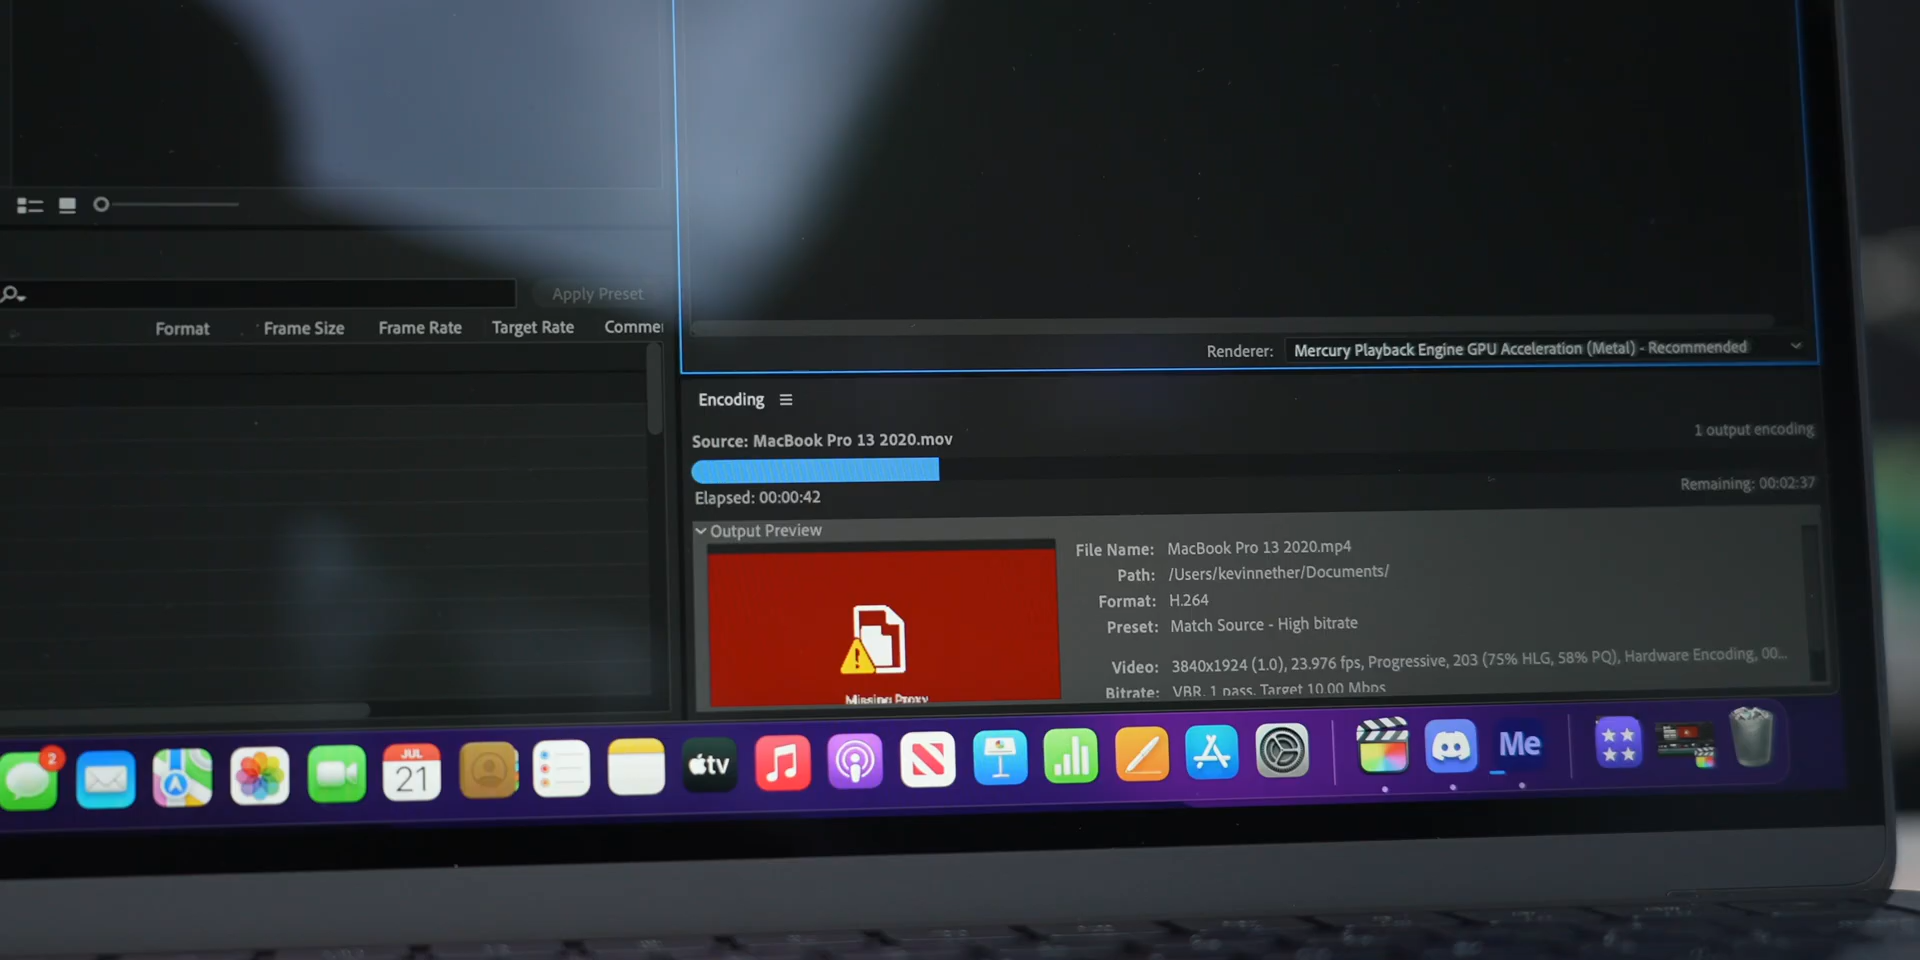 Apply Preset
Format Frame Size Frame Rate Target Rate Comme
Renderer: Mercury Playback Engine GPU Acceleration (Metal) - Recommended
Encoding
1 output encoding
Source: MacBook Pro 13 2020.mov
Elapsed: 00:00:42
Remaining: 00:02:37
Output Preview
Missing Proxy
File Name: MacBook Pro 13 2020.mp4
Path: /Users/kevinnether/Documents/
Format: H.264
Preset: Match Source - High bitrate
Video: 3840x1924 (1.0), 23.976 fps, Progressive, 203 (75% HLG, 58% PQ), Hardware Encoding, 00...
Bitrate: VBR, 1 pass, Target 10.00 Mbps
2
JUL
21
tv
Me